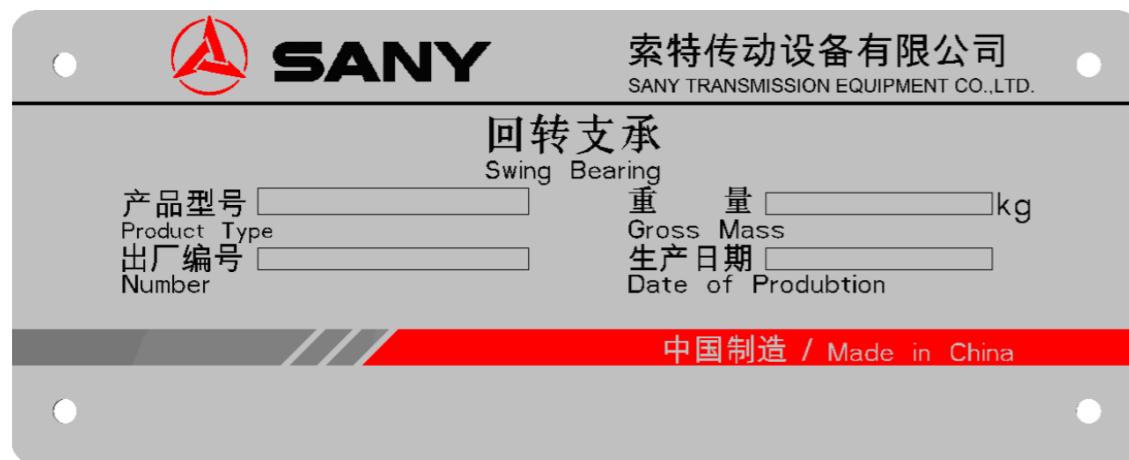 SANY
索特传动设备有限公司
SANY TRANSMISSION EQUIPMENT CO.,LTD.
回转支承
Swing Bearing
产品型号
Product Type
重 量 kg
Gross Mass
出厂编号
Number
生产日期
Date of Produbtion
中国制造 / Made in China